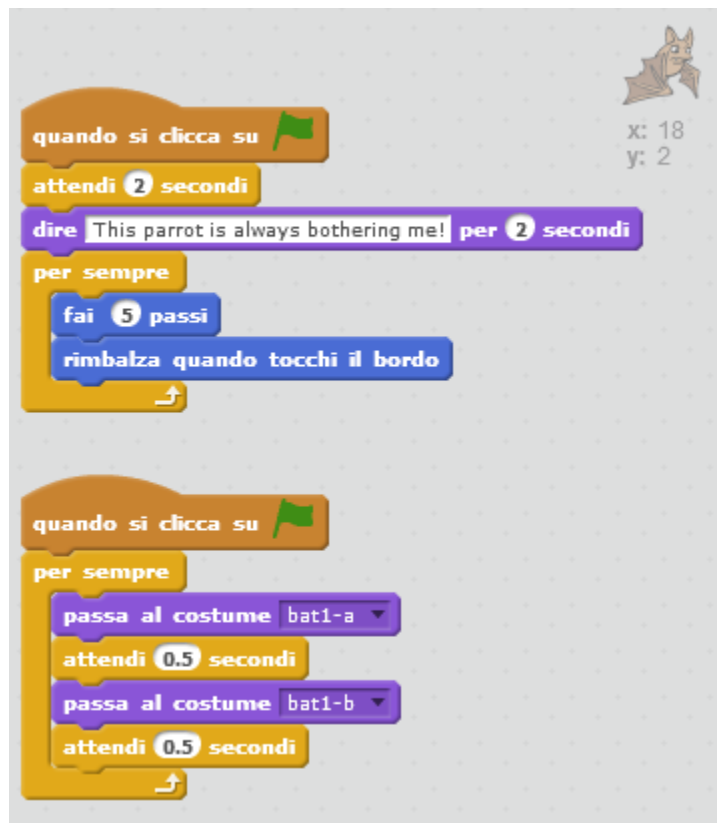 x: 18
y: 2
quando si clicca su
attendi 2 secondi
dire This parrot is always bothering me! per 2 secondi
per sempre
fai 5 passi
rimbalza quando tocchi il bordo
quando si clicca su
per sempre
passa al costume bat1-a
attendi 0.5 secondi
passa al costume bat1-b
attendi 0.5 secondi